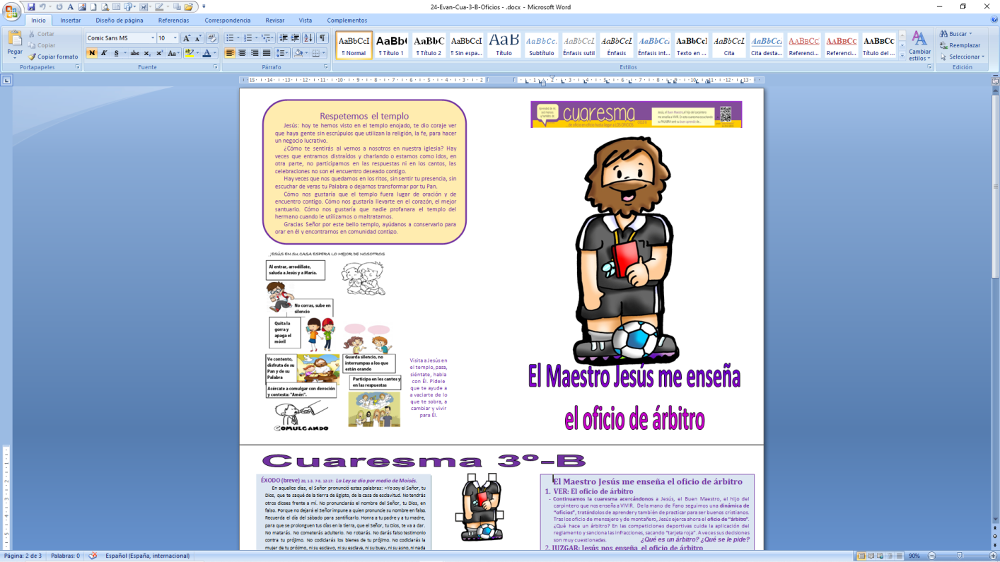 24-Evan-Cua-3-B-Oficios - .docx - Microsoft Word
Inicio Insertar Diseño de página Referencias Correspondencia Revisar Vista Complementos
Pegar
Cortar
Copiar
Copiar formato
Portapapeles
Comic Sans MS 10
Fuente
Párrafo
AaBbCcI AaBb AaBbC AaBbCcI AaB AaBbCc. AaBbCcL AaBbCcL AaBbCc AaBbCcI AaBbCcI AaBbCc AaBbCc AaBbCc AABBCC
¶ Normal ¶ Título 1 ¶ Título 2 ¶ Sin espa... Título Subtítulo Énfasis sutil Énfasis Énfasis int... Texto en ... Cita Cita desta... Referenci... Referenci... Título del ...
Estilos
Cambiar
estilos
Buscar
Reemplazar
Seleccionar
Edición
Respetemos el templo
Jesús: hoy te hemos visto en el templo enojado, te dio coraje ver
que haya gente sin escrúpulos que utilizan la religión, la fe, para hacer
un negocio lucrativo.
¿Cómo te sentirás al vernos a nosotros en nuestra iglesia? Hay
veces que entramos distraídos y charlando o estamos como idos, en
otra parte, no participamos en las respuestas ni en los cantos, las
celebraciones no son el encuentro deseado contigo.
Hay veces que nos quedamos en los ritos, sin sentir tu presencia, sin
escuchar de veras tu Palabra o dejarnos transformar por tu Pan.
Cómo nos gustaría que el templo fuera lugar de oración y de
encuentro contigo. Cómo nos gustaría llevarte en el corazón, el mejor
santuario. Cómo nos gustaría que nadie profanara el templo del
hermano cuando le utilizamos o maltratamos.
Gracias Señor por este bello templo, ayúdanos a conservarlo para
orar en él y encontrarnos en comunidad contigo.
JESÚS EN SU CASA ESPERA LO MEJOR DE NOSOTROS
Al entrar, arrodíllate,
saluda a Jesús y a María.
No corras, sube en
silencio
Quita la
gorra y
apaga el
móvil
Ve contento,
disfruta de su
Pan y de su
Palabra
Guarda silencio, no
interrumpas a los que
están orando
Participa en los cantos y
en las respuestas
Acércate a comulgar con devoción
y contesta: "Amén".
COMULGANDO
Visita a Jesús en
el templo, pasa,
siéntate, habla
con Él. Pídele
que te ayude a
a vaciarte de lo
que te sobra, a
cambiar y vivir
para Él.
cuaresma
El Maestro Jesús me enseña
el oficio de árbitro
Cuaresma 3º-B
ÉXODO (breve) 20, 1-3. 7-8. 12-17: La Ley se dio por medio de Moisés.
En aquellos días, el Señor pronunció estas palabras: «Yo soy el Señor, tu
Dios, que te saqué de la tierra de Egipto, de la casa de esclavitud. No tendrás
otros dioses frente a mí. No pronunciarás el nombre del Señor, tu Dios, en
falso. Porque no dejará el Señor impune a quien pronuncie su nombre en falso.
Recuerda el día del sábado para santificarlo. Honra a tu padre y a tu madre,
para que se prolonguen tus días en la tierra, que el Señor, tu Dios, te va a dar.
No matarás. No cometerás adulterio. No robarás. No darás falso testimonio
contra tu prójimo. No codiciarás los bienes de tu prójimo. No codiciarás la
mujer de tu prójimo, ni su esclavo, ni su esclava, ni su buey, ni su asno, ni nada
El Maestro Jesús me enseña el oficio de árbitro
1. VER: El oficio de árbitro
- Continuamos la cuaresma acercándonos a Jesús, el Buen Maestro, el hijo del
carpintero que nos enseña a VIVIR. De la mano de Fano seguimos una dinámica de
"oficios", tratándolos de aprender y también de practicar para ser buenos cristianos.
Tras los oficio de mensajero y de montañero, Jesús ejerce ahora el oficio de "árbitro".
¿Qué hace un árbitro? En las competiciones deportivas cuida la aplicación del
reglamento y sanciona las infracciones, sacando "tarjeta roja". A veces sus decisiones
son muy cuestionadas. ¿Qué es un árbitro? ¿Qué se le pide?
2. JUZGAR: Jesús nos enseña el oficio de árbitro
Página: 2 de 3 Palabras: 0 Español (España, internacional) 90%